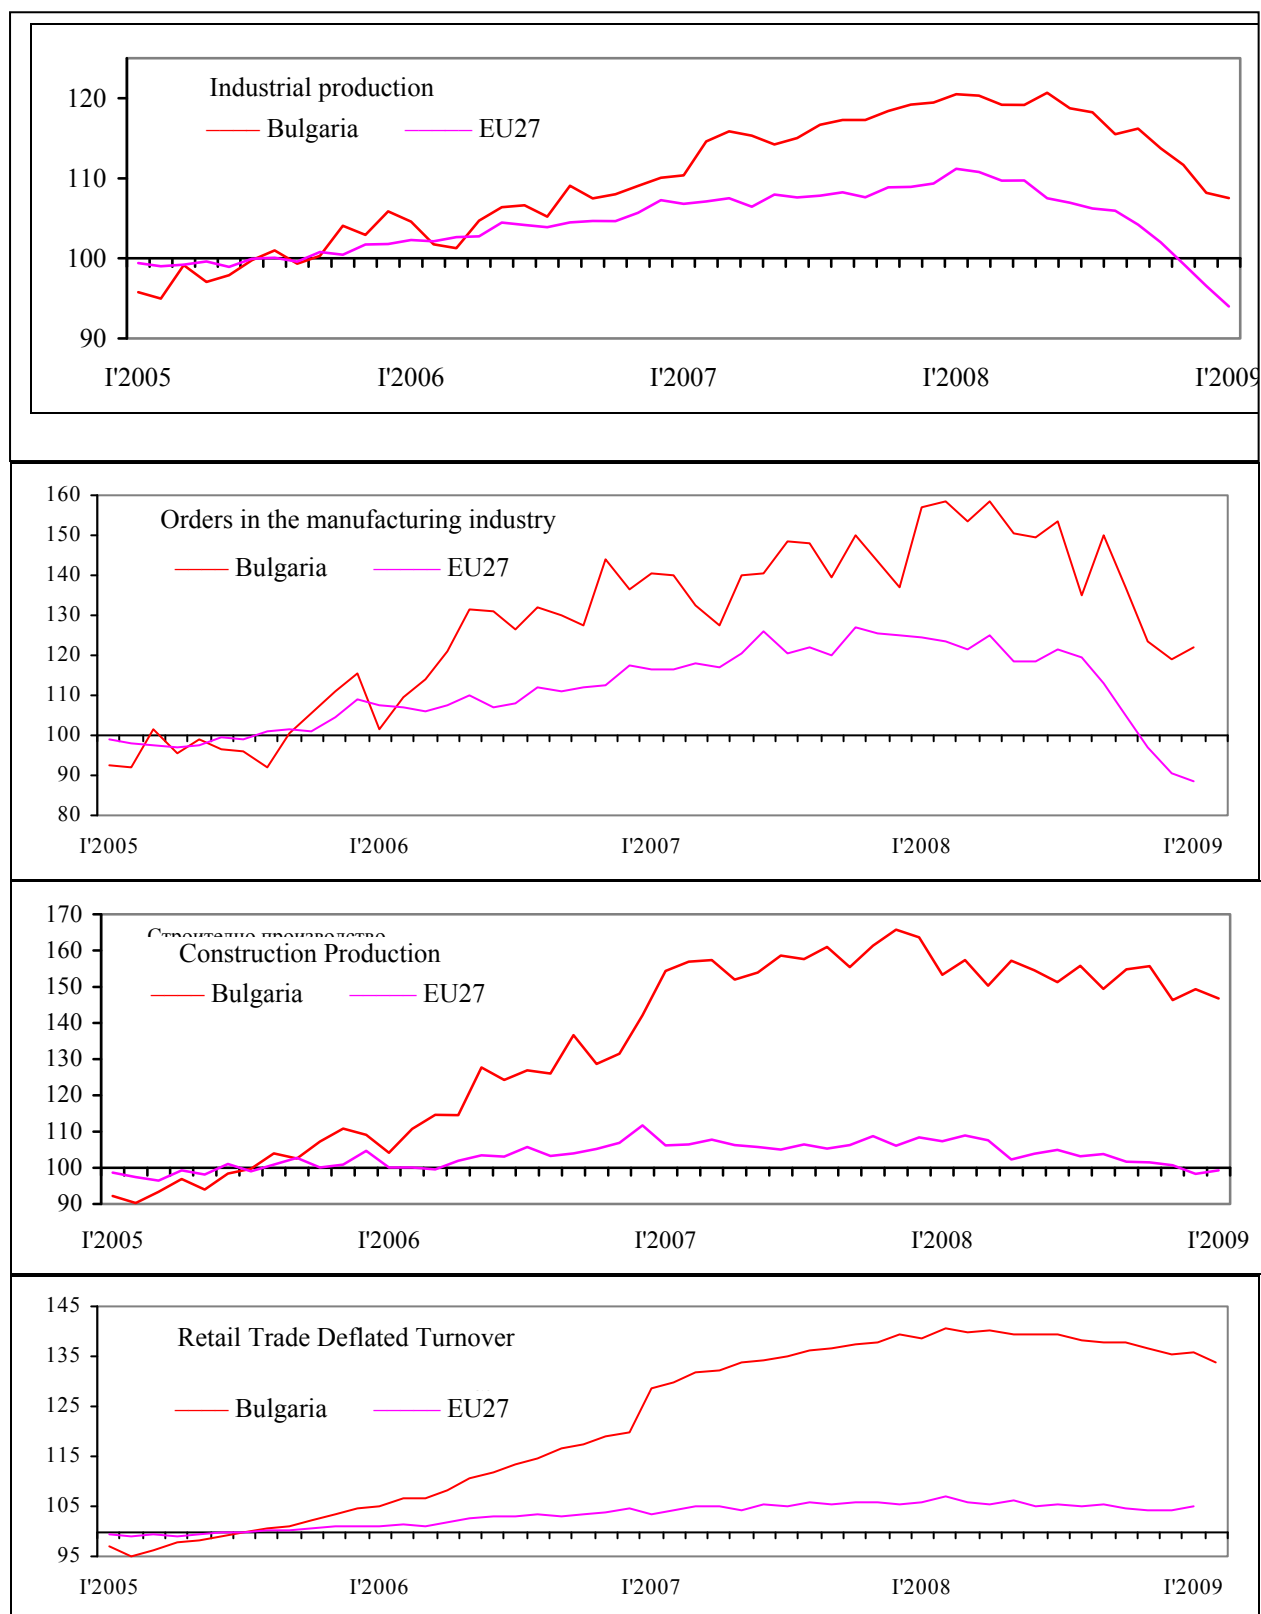 Industrial production
Bulgaria EU27
120
110
100
90
I'2005 I'2006 I'2007 I'2008 I'2009
160
Orders in the manufacturing industry
150
Bulgaria EU27
140
130
120
110
100
90
80
I'2005 I'2006 I'2007 I'2008 I'2009
170
Строително производство
Construction Production
160
Bulgaria EU27
150
140
130
120
110
100
90
I'2005 I'2006 I'2007 I'2008 I'2009
145
Retail Trade Deflated Turnover
135
Bulgaria EU27
125
115
105
95
I'2005 I'2006 I'2007 I'2008 I'2009